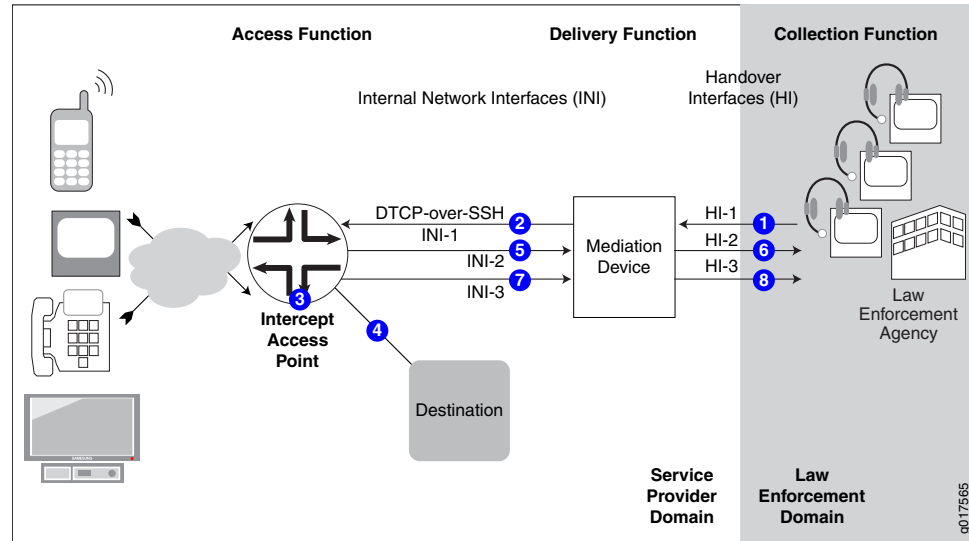 Access Function
Delivery Function
Collection Function
Internal Network Interfaces (INI)
Handover
Interfaces (HI)
DTCP-over-SSH
2
INI-1
5
INI-2
7
INI-3
Mediation
Device
HI-1
1
HI-2
6
HI-3
8
3
Intercept
Access
Point
4
Destination
Law
Enforcement
Agency
SAMSUNG
Service
Provider
Domain
Law
Enforcement
Domain
g017565